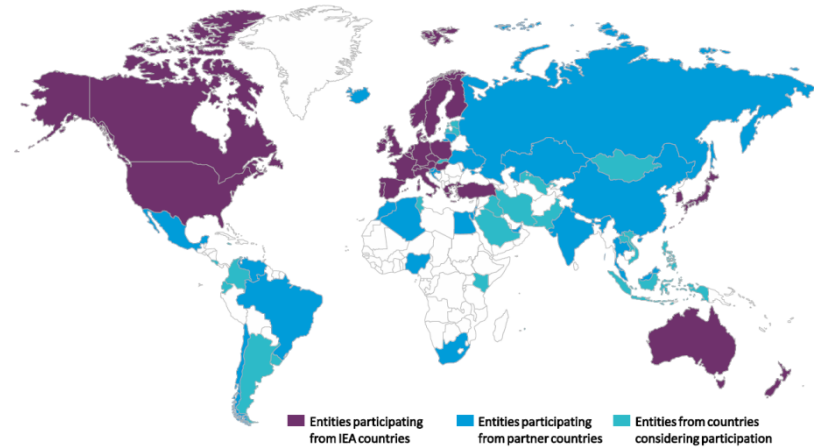 Entities participating
from IEA countries
Entities participating
from partner countries
Entities from countries
considering participation